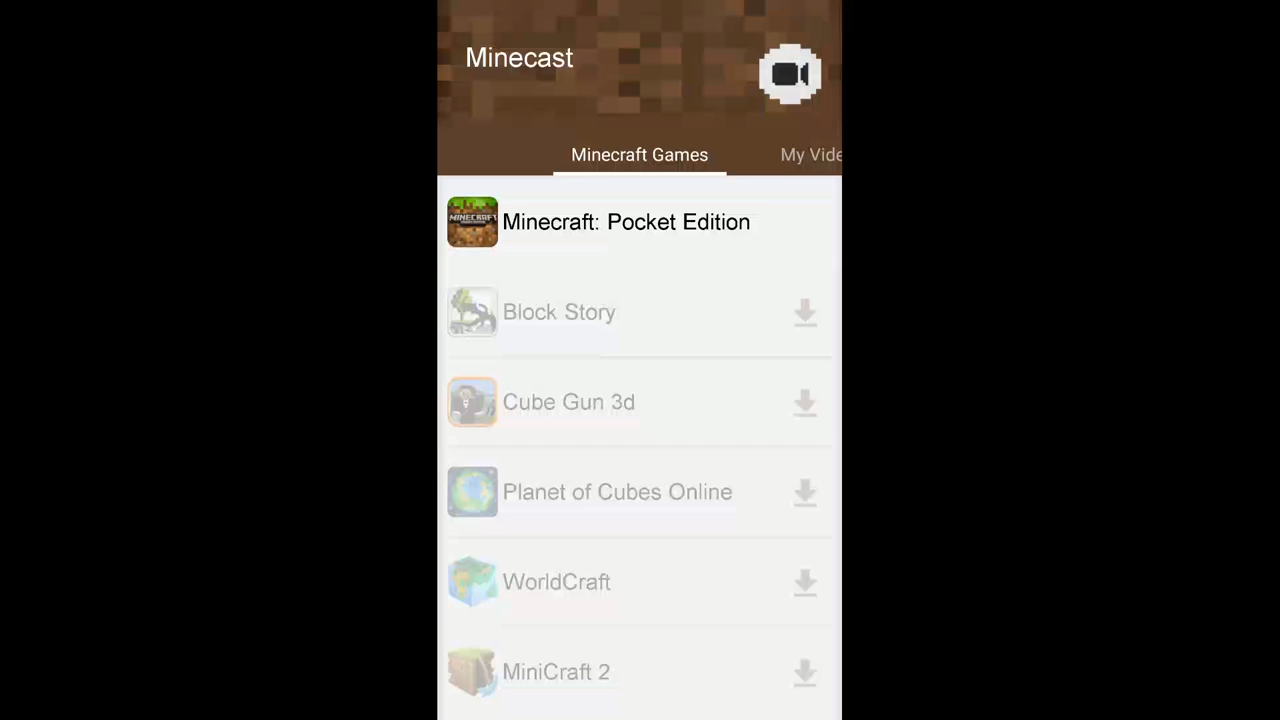 Minecast
Minecraft Games
My Vide
MINECRAFT
Minecraft: Pocket Edition
Block Story
Cube Gun 3d
Planet of Cubes Online
WorldCraft
MiniCraft 2